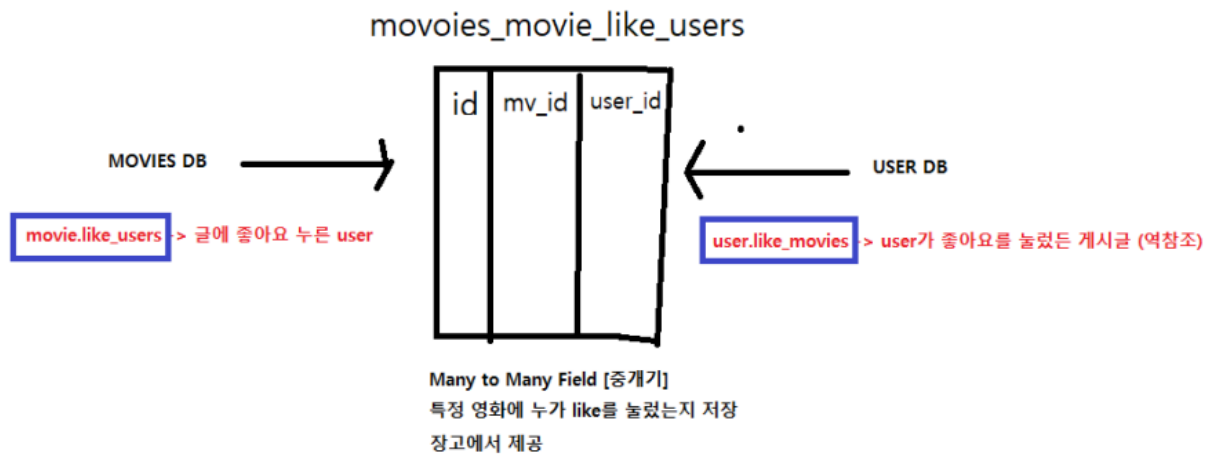 movoies_movie_like_users
id mv_id user_id
MOVIES DB
USER DB
movie.like_users -> 글에 좋아요 누른 user
user.like_movies -> user가 좋아요를 눌렀든 게시글 (역참조)
Many to Many Field [중개기]
특정 영화에 누가 like를 눌렀는지 저장
장고에서 제공